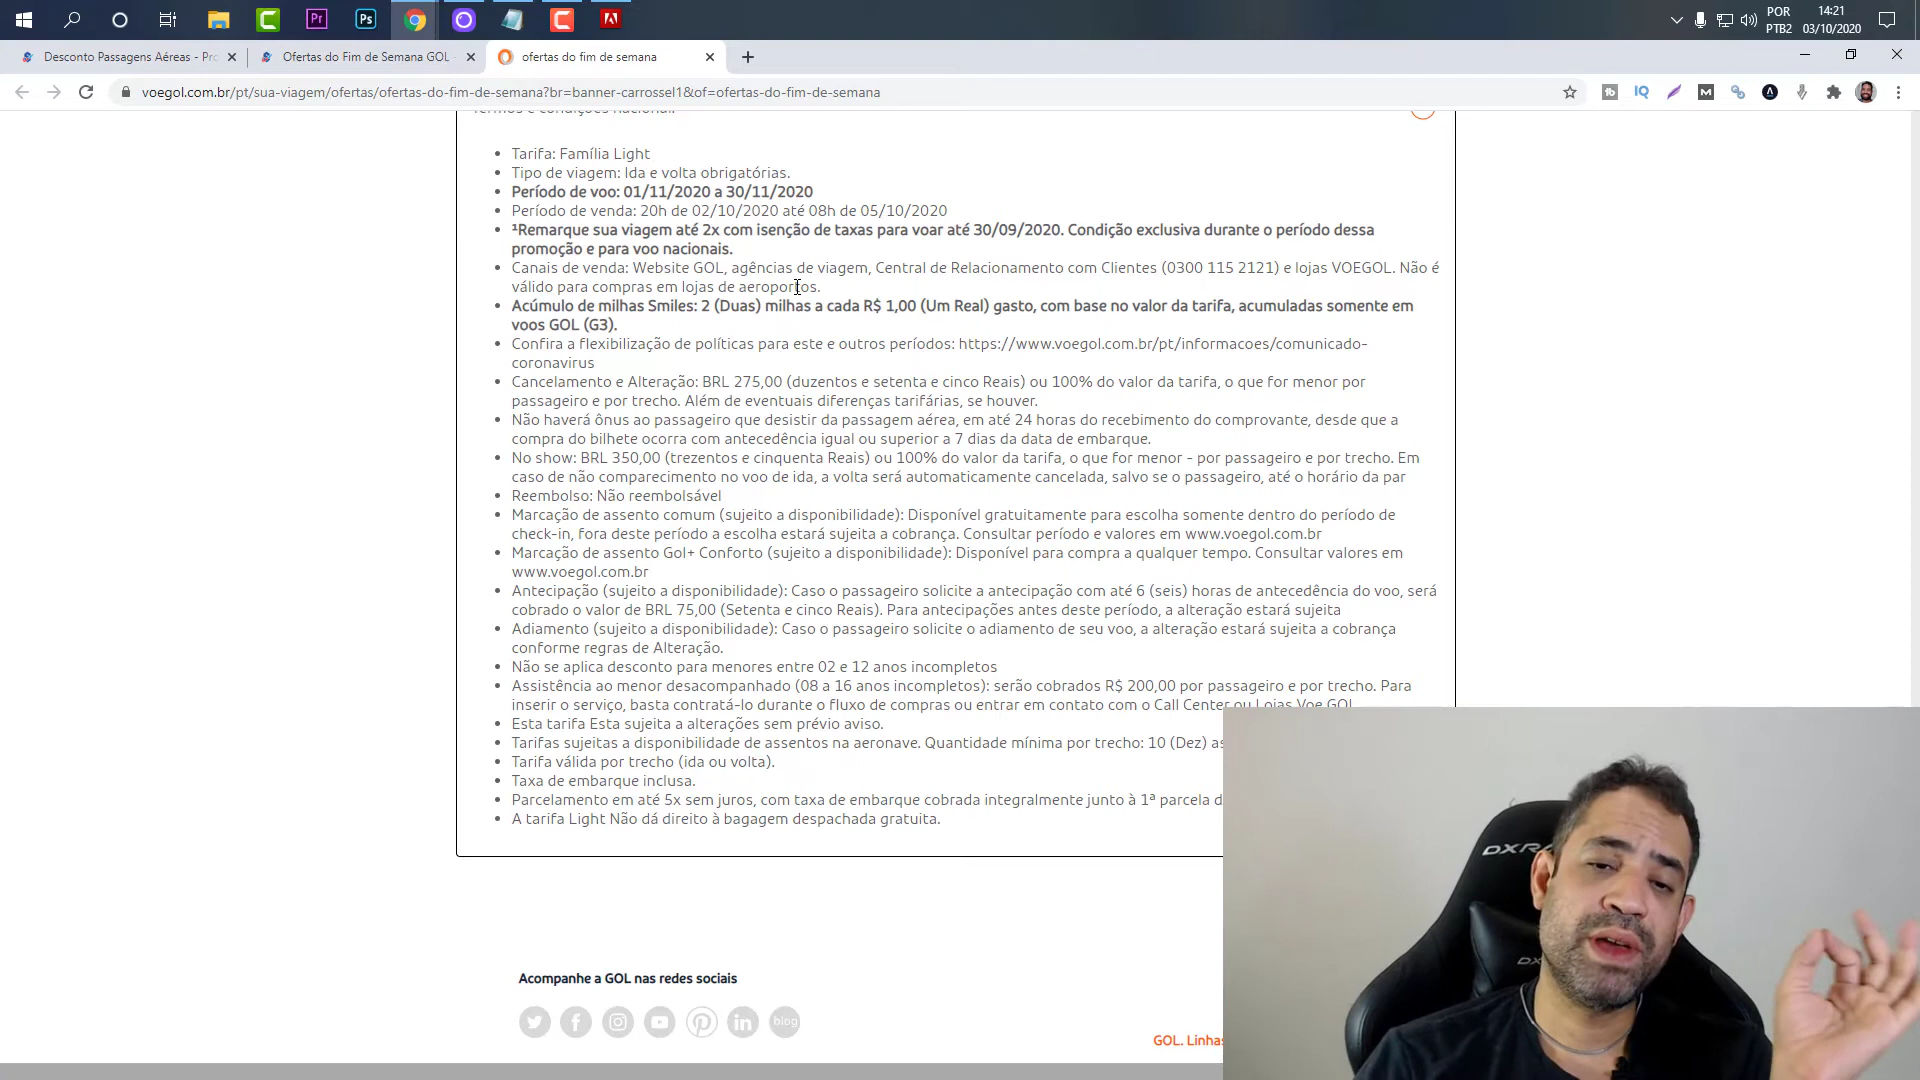 POR
PTB2
14:21
03/10/2020
Desconto Passagens Aéreas - Pro
Ofertas do Fim de Semana GOL -
ofertas do fim de semana
voegol.com.br/pt/sua-viagem/ofertas/ofertas-do-fim-de-semana?br=banner-carrossel1&of=ofertas-do-fim-de-semana
Termos e condições nacional.
Tarifa: Família Light
Tipo de viagem: Ida e volta obrigatórias.
Período de voo: 01/11/2020 a 30/11/2020
Período de venda: 20h de 02/10/2020 até 08h de 05/10/2020
¹Remarque sua viagem até 2x com isenção de taxas para voar até 30/09/2020. Condição exclusiva durante o período dessa
promoção e para voo nacionais.
Canais de venda: Website GOL, agências de viagem, Central de Relacionamento com Clientes (0300 115 2121) e lojas VOEGOL. Não é
válido para compras em lojas de aeroportos.
Acúmulo de milhas Smiles: 2 (Duas) milhas a cada R$ 1,00 (Um Real) gasto, com base no valor da tarifa, acumuladas somente em
voos GOL (G3).
Confira a flexibilização de políticas para este e outros períodos: https://www.voegol.com.br/pt/informacoes/comunicado-
coronavirus
Cancelamento e Alteração: BRL 275,00 (duzentos e setenta e cinco Reais) ou 100% do valor da tarifa, o que for menor por
passageiro e por trecho. Além de eventuais diferenças tarifárias, se houver.
Não haverá ônus ao passageiro que desistir da passagem aérea, em até 24 horas do recebimento do comprovante, desde que a
compra do bilhete ocorra com antecedência igual ou superior a 7 dias da data de embarque.
No show: BRL 350,00 (trezentos e cinquenta Reais) ou 100% do valor da tarifa, o que for menor - por passageiro e por trecho. Em
caso de não comparecimento no voo de ida, a volta será automaticamente cancelada, salvo se o passageiro, até o horário da par
Reembolso: Não reembolsável
Marcação de assento comum (sujeito a disponibilidade): Disponível gratuitamente para escolha somente dentro do período de
check-in, fora deste período a escolha estará sujeita a cobrança. Consultar período e valores em www.voegol.com.br
Marcação de assento Gol+ Conforto (sujeito a disponibilidade): Disponível para compra a qualquer tempo. Consultar valores em
www.voegol.com.br
Antecipação (sujeito a disponibilidade): Caso o passageiro solicite a antecipação com até 6 (seis) horas de antecedência do voo, será
cobrado o valor de BRL 75,00 (Setenta e cinco Reais). Para antecipações antes deste período, a alteração estará sujeita
Adiamento (sujeito a disponibilidade): Caso o passageiro solicite o adiamento de seu voo, a alteração estará sujeita a cobrança
conforme regras de Alteração.
Não se aplica desconto para menores entre 02 e 12 anos incompletos
Assistência ao menor desacompanhado (08 a 16 anos incompletos): serão cobrados R$ 200,00 por passageiro e por trecho. Para
inserir o serviço, basta contratá-lo durante o fluxo de compras ou entrar em contato com o Call Center ou Lojas Voe GOL
Esta tarifa Esta sujeita a alterações sem prévio aviso.
Tarifas sujeitas a disponibilidade de assentos na aeronave. Quantidade mínima por trecho: 10 (Dez) as
Tarifa válida por trecho (ida ou volta).
Taxa de embarque inclusa.
Parcelamento em até 5x sem juros, com taxa de embarque cobrada integralmente junto à 1ª parcela d
A tarifa Light Não dá direito à bagagem despachada gratuita.
Acompanhe a GOL nas redes sociais
blog
GOL. Linhas